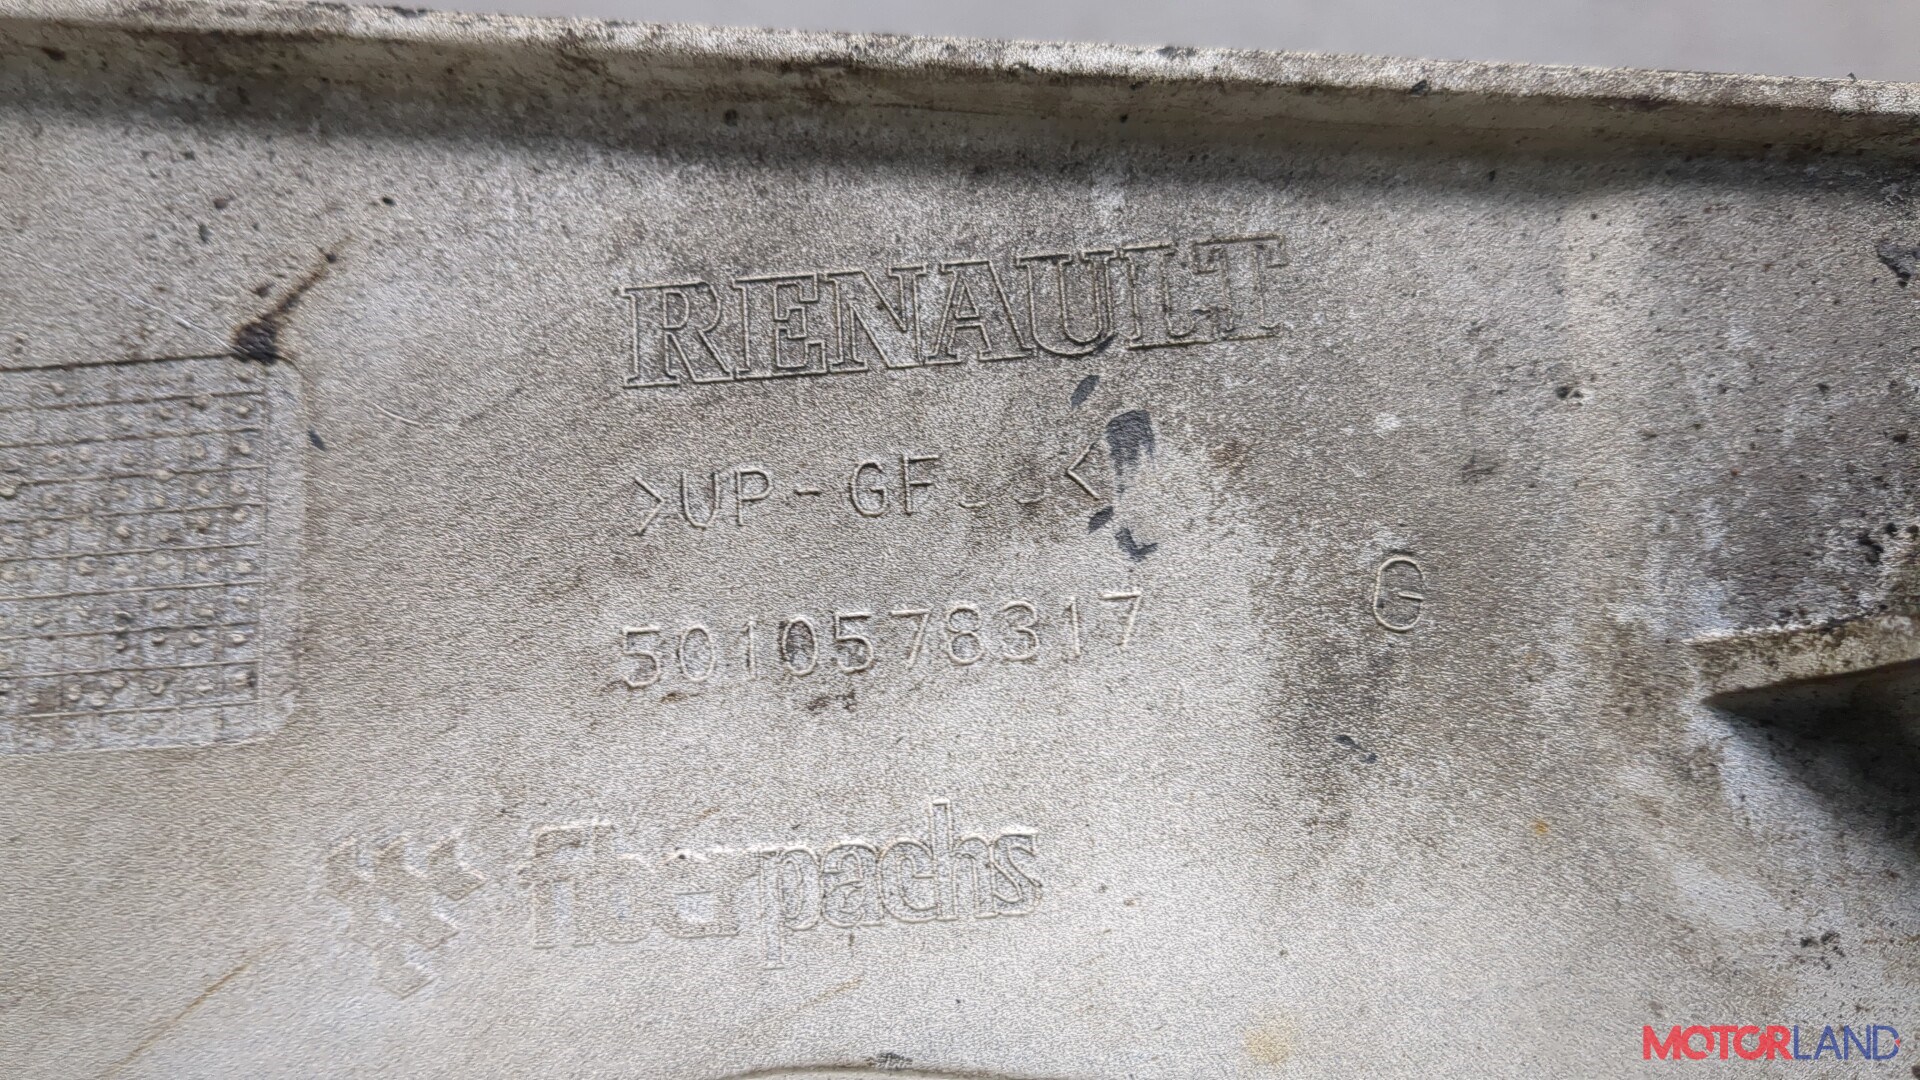 RENAULT
>UP-GF
5010578317
G
fiberpachs
MOTORLAND